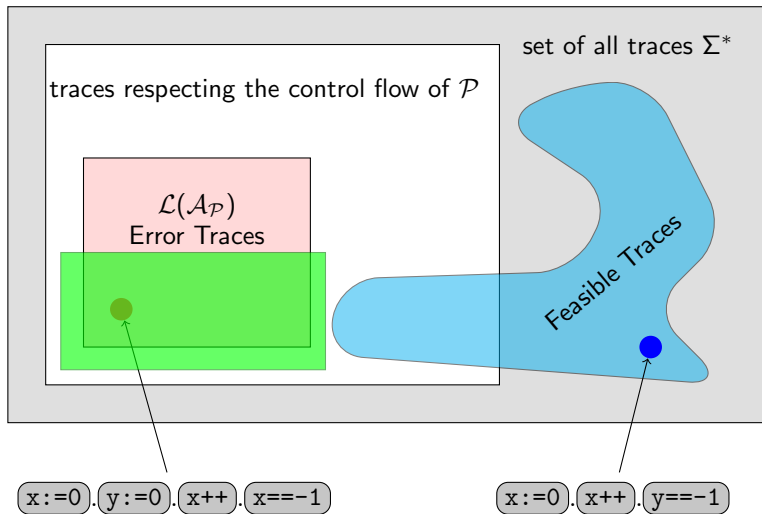 set of all traces Σ*
traces respecting the control flow of 𝒫
ℒ(𝒜_𝒫)
Error Traces
Feasible Traces
x:=0.y:=0.x++.x==-1
x:=0.x++.y==-1